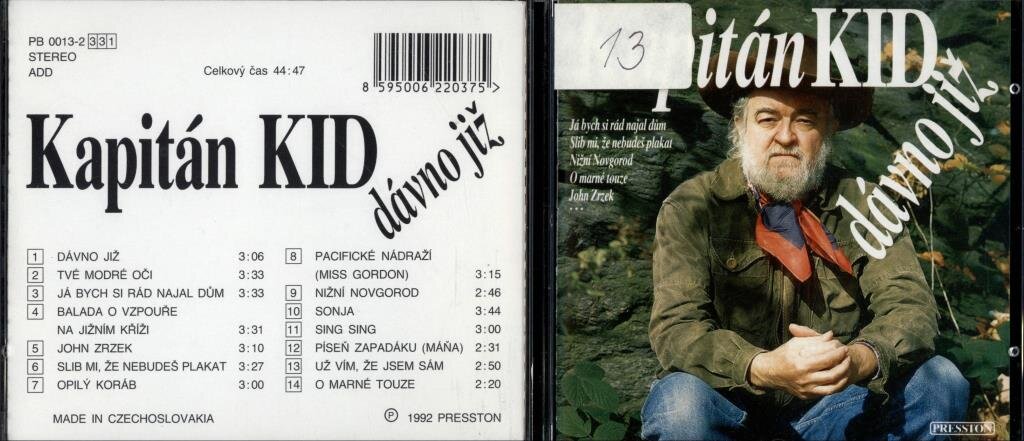 PB 0013-2 331
STEREO
ADD
Celkový čas 44:47
8 595006 220375 >
Kapitán KID
dávno již
1 DÁVNO JIŽ 3:06
2 TVÉ MODRÉ OČI 3:33
3 JÁ BYCH SI RÁD NAJAL DŮM 3:33
4 BALADA O VZPOUŘE
NA JIŽNÍM KŘÍŽI 3:31
5 JOHN ZRZEK 3:10
6 SLIB MI, ŽE NEBUDEŠ PLAKAT 3:27
7 OPILÝ KORÁB 3:00
8 PACIFICKÉ NÁDRAŽÍ
(MISS GORDON) 3:15
9 NIŽNÍ NOVGOROD 2:46
10 SONJA 3:44
11 SING SING 3:00
12 PÍSEŇ ZAPADÁKU (MÁŇA) 2:31
13 UŽ VÍM, ŽE JSEM SÁM 2:50
14 O MARNÉ TOUZE 2:20
MADE IN CZECHOSLOVAKIA
Ⓟ 1992 PRESSTON
13
pitán KID
dávno již
Já bych si rád najal dům
Slib mi, že nebudeš plakat
Nižní Novgorod
O marné touze
John Zrzek
...
PRESSTON